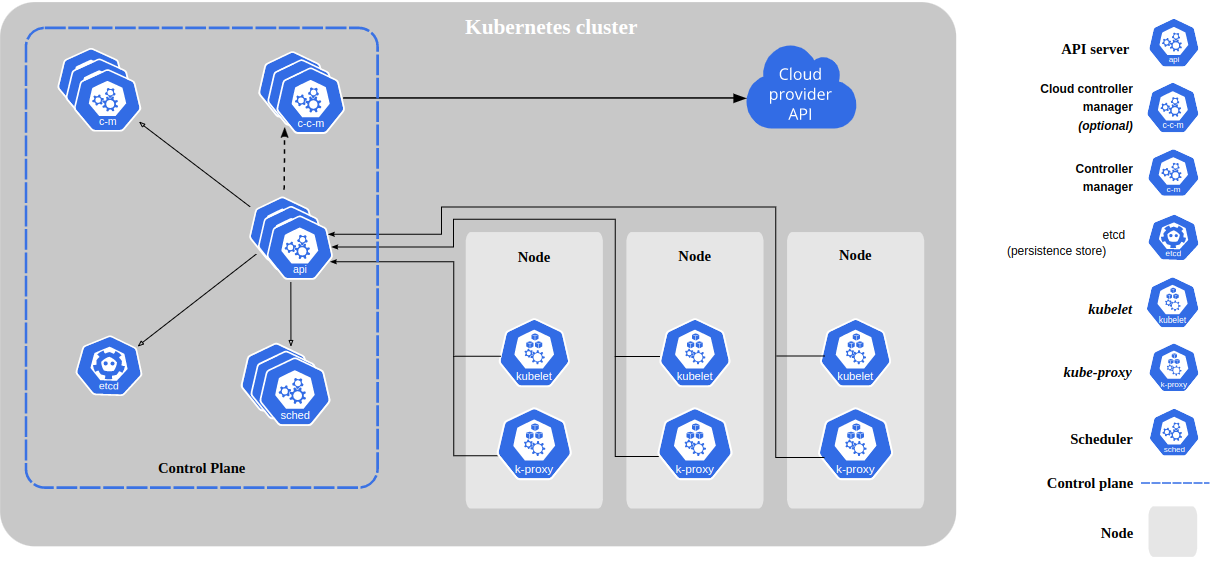 Kubernetes cluster
c-m
c-c-m
Cloud
provider
API
api
etcd
sched
Control Plane
Node
kubelet
k-proxy
Node
kubelet
k-proxy
Node
kubelet
k-proxy
API server
api
Cloud controller
manager
(optional)
c-c-m
Controller
manager
c-m
etcd
(persistence store)
etcd
kubelet
kubelet
kube-proxy
k-proxy
Scheduler
sched
Control plane
Node